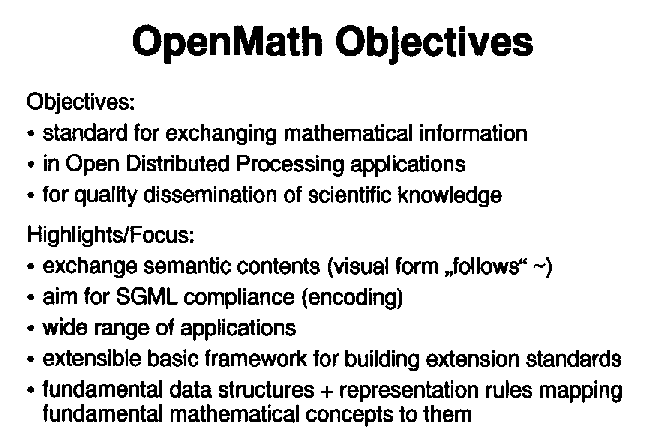 OpenMath Objectives
Objectives:
• standard for exchanging mathematical information
• in Open Distributed Processing applications
• for quality dissemination of scientific knowledge
Highlights/Focus:
• exchange semantic contents (visual form „follows“ ~)
• aim for SGML compliance (encoding)
• wide range of applications
• extensible basic framework for building extension standards
• fundamental data structures + representation rules mapping
fundamental mathematical concepts to them